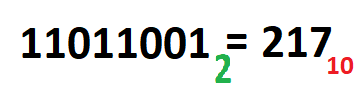 11011001₂ = 217₁₀